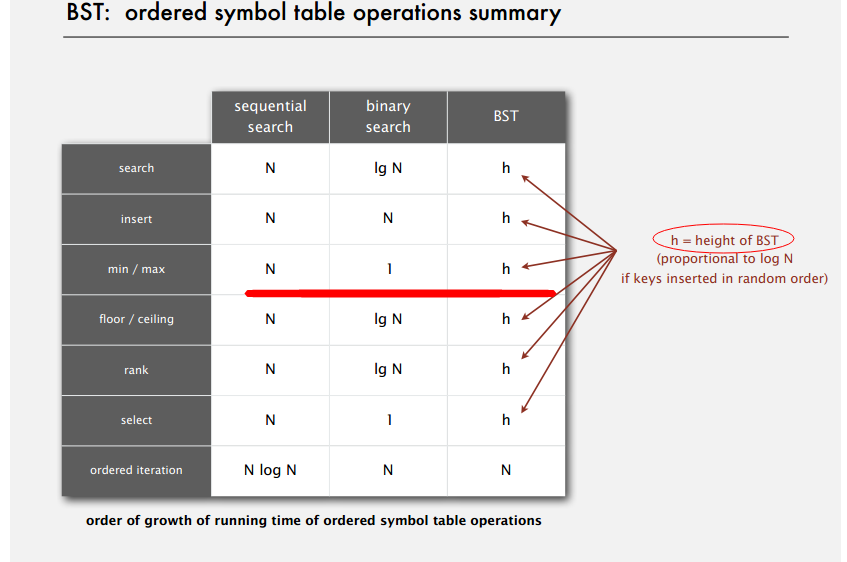 BST: ordered symbol table operations summary
sequential search binary search BST
search N lg N h
insert N N h
min / max N 1 h
floor / ceiling N lg N h
rank N lg N h
select N 1 h
ordered iteration N log N N N
h = height of BST
(proportional to log N
if keys inserted in random order)
order of growth of running time of ordered symbol table operations